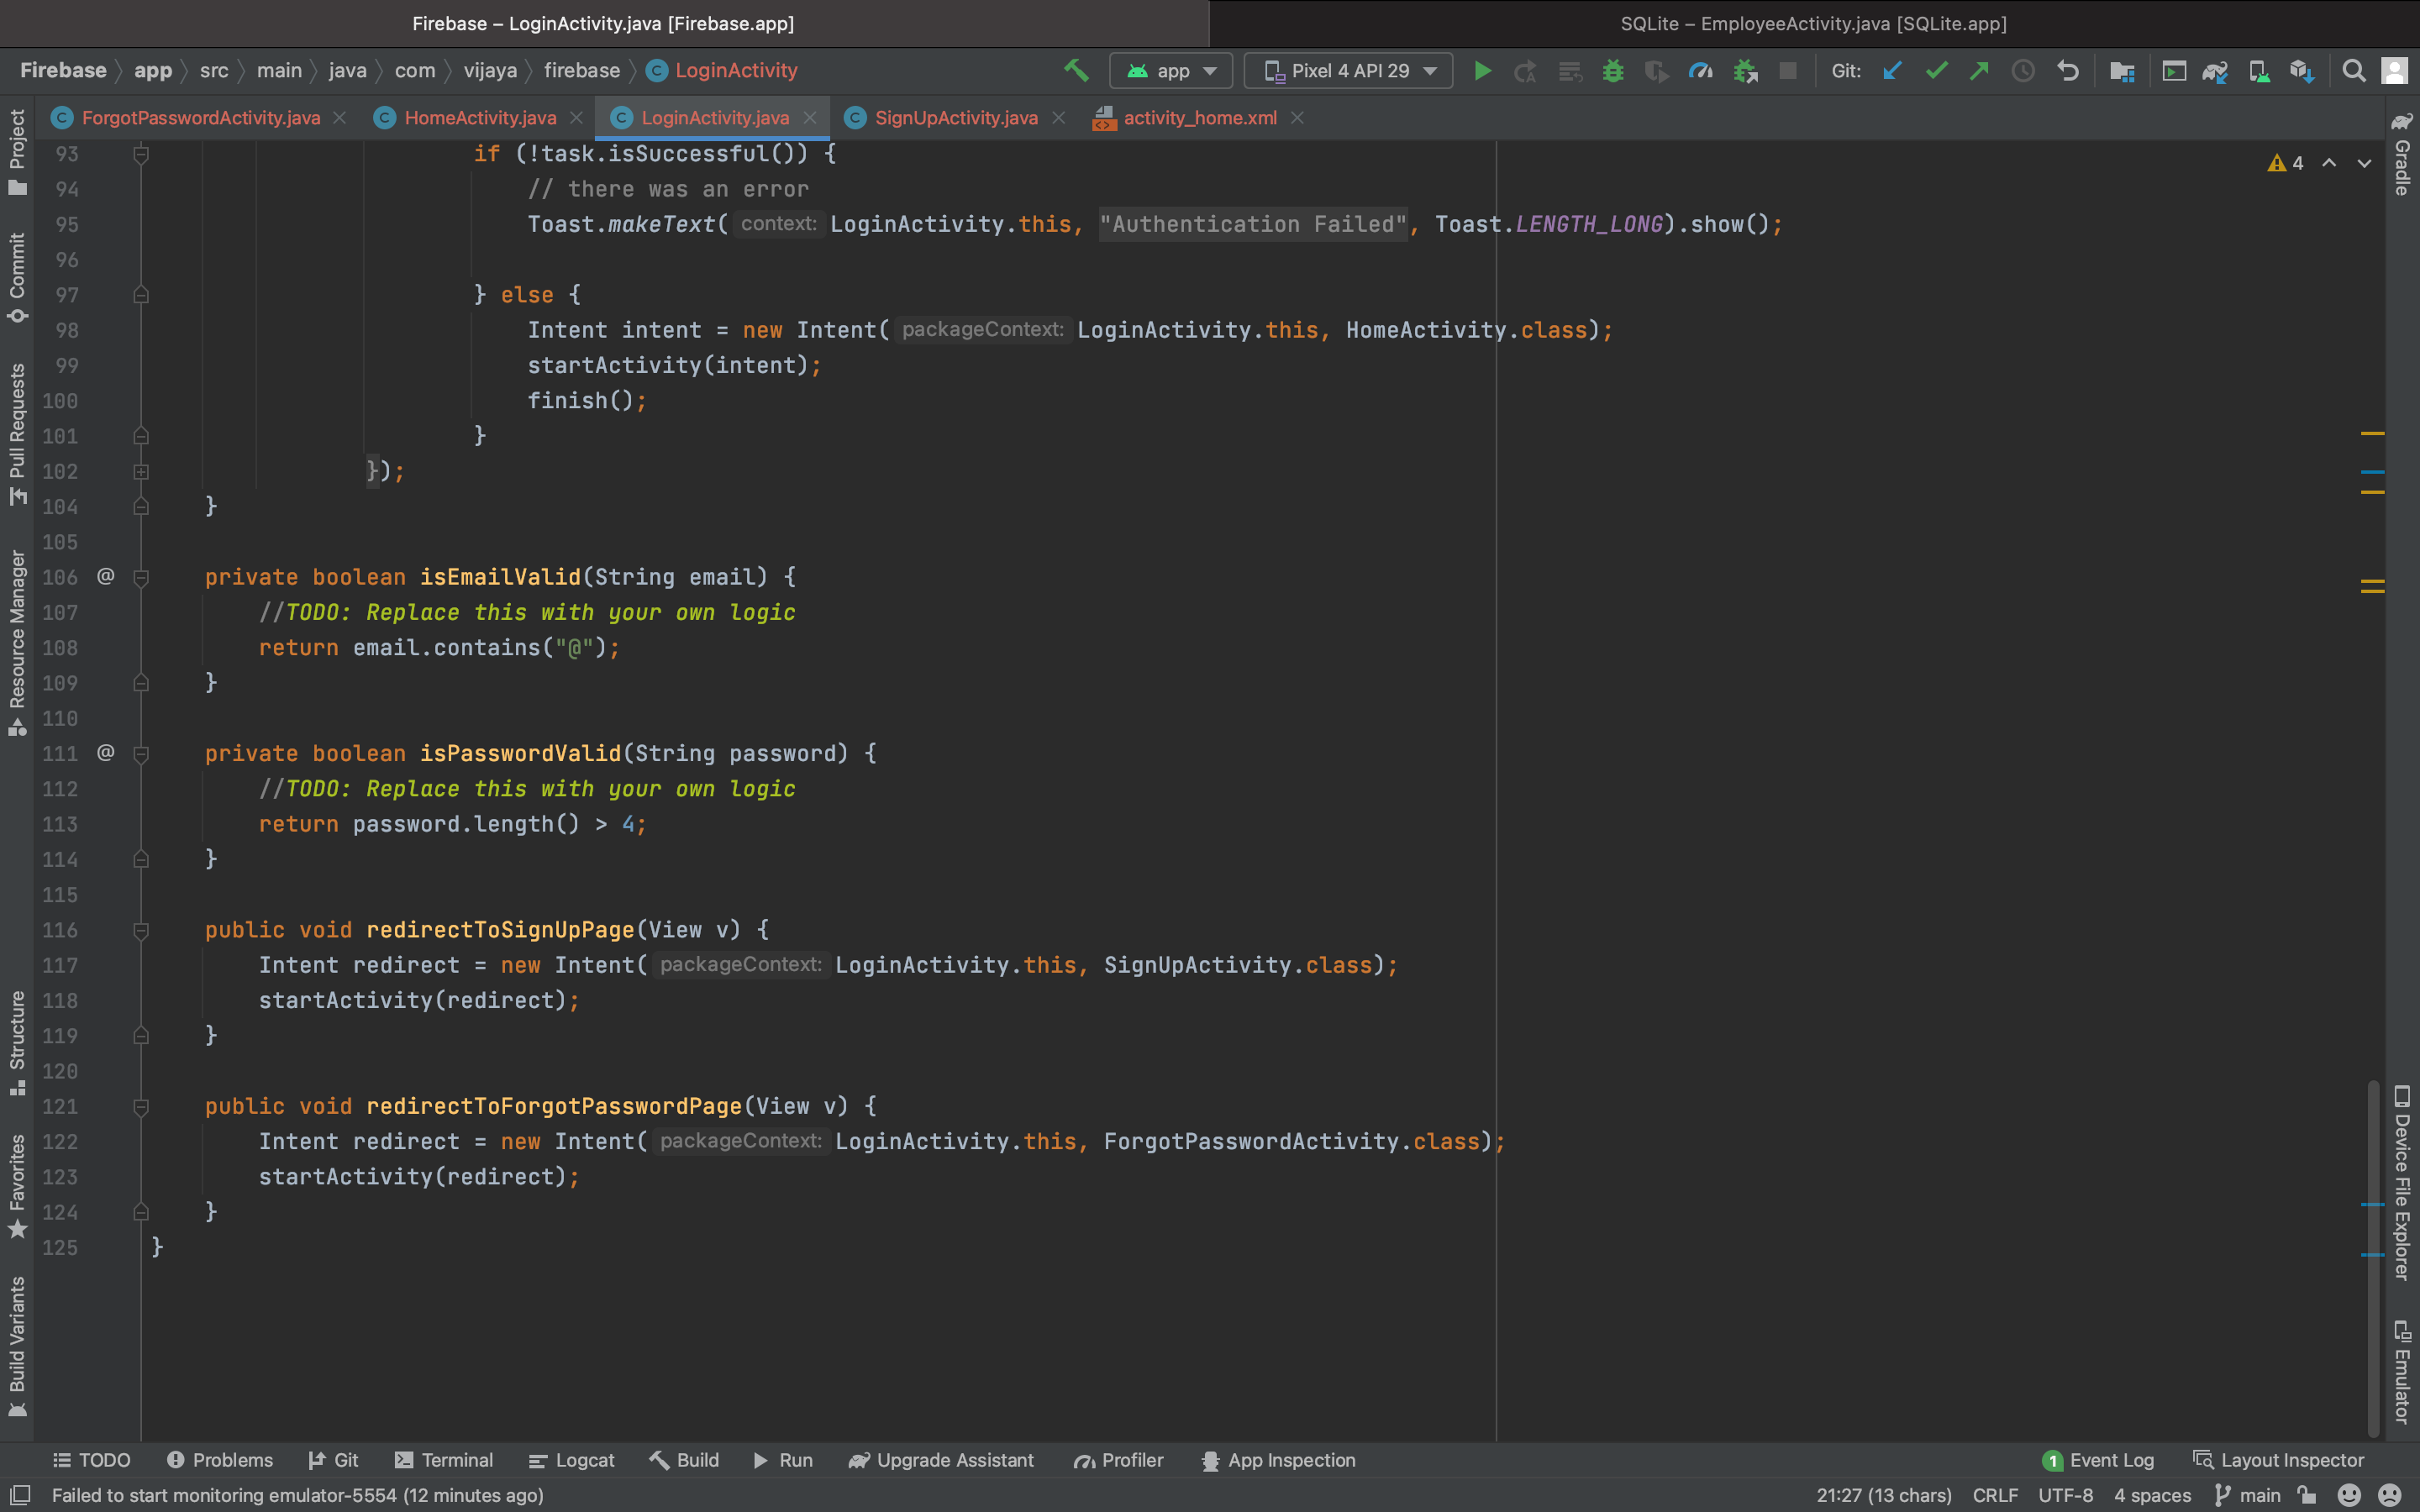 Firebase – LoginActivity.java [Firebase.app]
SQLite – EmployeeActivity.java [SQLite.app]
Firebase app src main java com vijaya firebase C LoginActivity
app
Pixel 4 API 29
Git:
C ForgotPasswordActivity.java
C HomeActivity.java
C LoginActivity.java
C SignUpActivity.java
activity_home.xml
Project
Commit
Pull Requests
Resource Manager
Structure
Favorites
Build Variants
4
93 if (!task.isSuccessful()) {
94 // there was an error
95 Toast.makeText( context: LoginActivity.this, "Authentication Failed", Toast.LENGTH_LONG).show();
96
97 } else {
98 Intent intent = new Intent( packageContext: LoginActivity.this, HomeActivity.class);
99 startActivity(intent);
100 finish();
101 }
102 });
104 }
105
106 @ private boolean isEmailValid(String email) {
107 //TODO: Replace this with your own logic
108 return email.contains("@");
109 }
110
111 @ private boolean isPasswordValid(String password) {
112 //TODO: Replace this with your own logic
113 return password.length() > 4;
114 }
115
116 public void redirectToSignUpPage(View v) {
117 Intent redirect = new Intent( packageContext: LoginActivity.this, SignUpActivity.class);
118 startActivity(redirect);
119 }
120
121 public void redirectToForgotPasswordPage(View v) {
122 Intent redirect = new Intent( packageContext: LoginActivity.this, ForgotPasswordActivity.class);
123 startActivity(redirect);
124 }
125 }
Gradle
Device File Explorer
Emulator
TODO Problems Git Terminal Logcat Build Run Upgrade Assistant Profiler App Inspection
1 Event Log Layout Inspector
Failed to start monitoring emulator-5554 (12 minutes ago)
21:27 (13 chars) CRLF UTF-8 4 spaces main